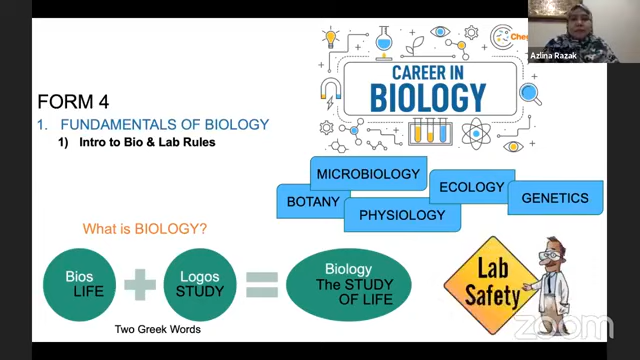 Cheg
Azlina Razak
CAREER IN
BIOLOGY
FORM 4
1. FUNDAMENTALS OF BIOLOGY
1) Intro to Bio & Lab Rules
MICROBIOLOGY
ECOLOGY
GENETICS
BOTANY
PHYSIOLOGY
What is BIOLOGY?
Bios
LIFE
Logos
STUDY
Biology
The STUDY
OF LIFE
Two Greek Words
Lab
Safety
zoom